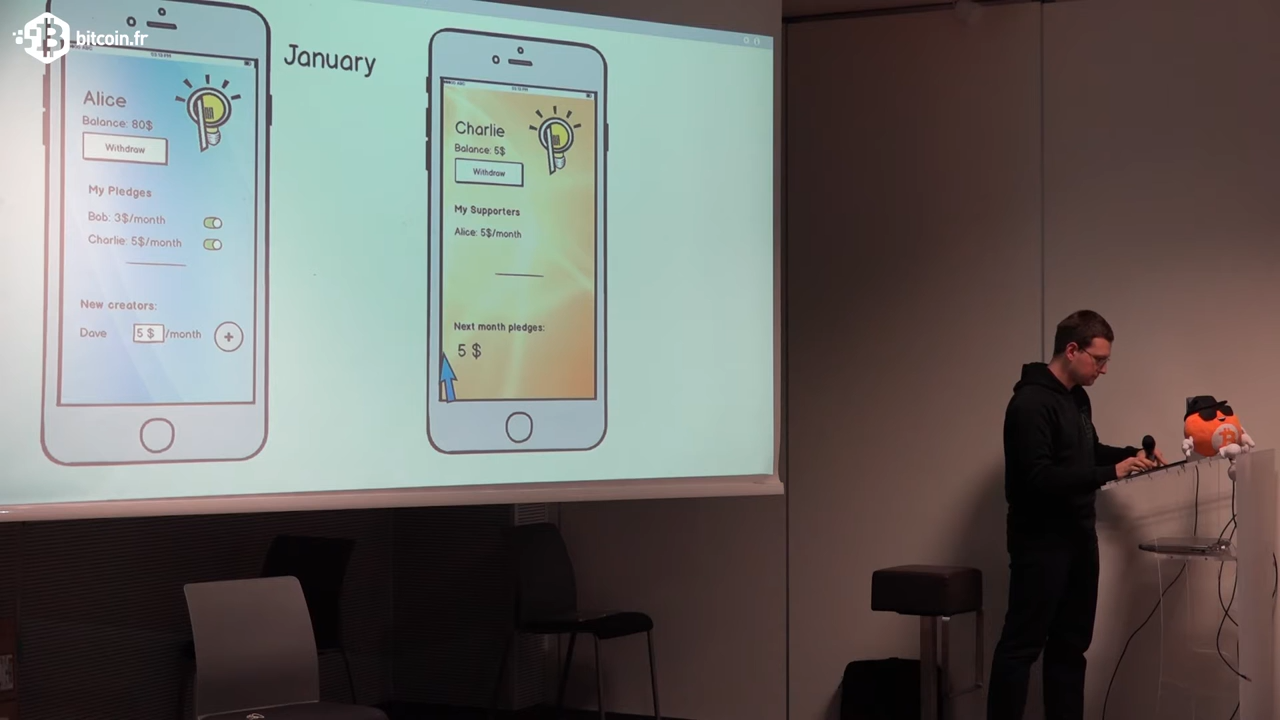 bitcoin.fr
January
Alice
Balance: 80$
Withdraw
My Pledges
Bob: 3$/month
Charlie: 5$/month
New creators:
Dave 5 $ /month
+
Charlie
Balance: 5$
Withdraw
My Supporters
Alice: 5$/month
Next month pledges:
5 $